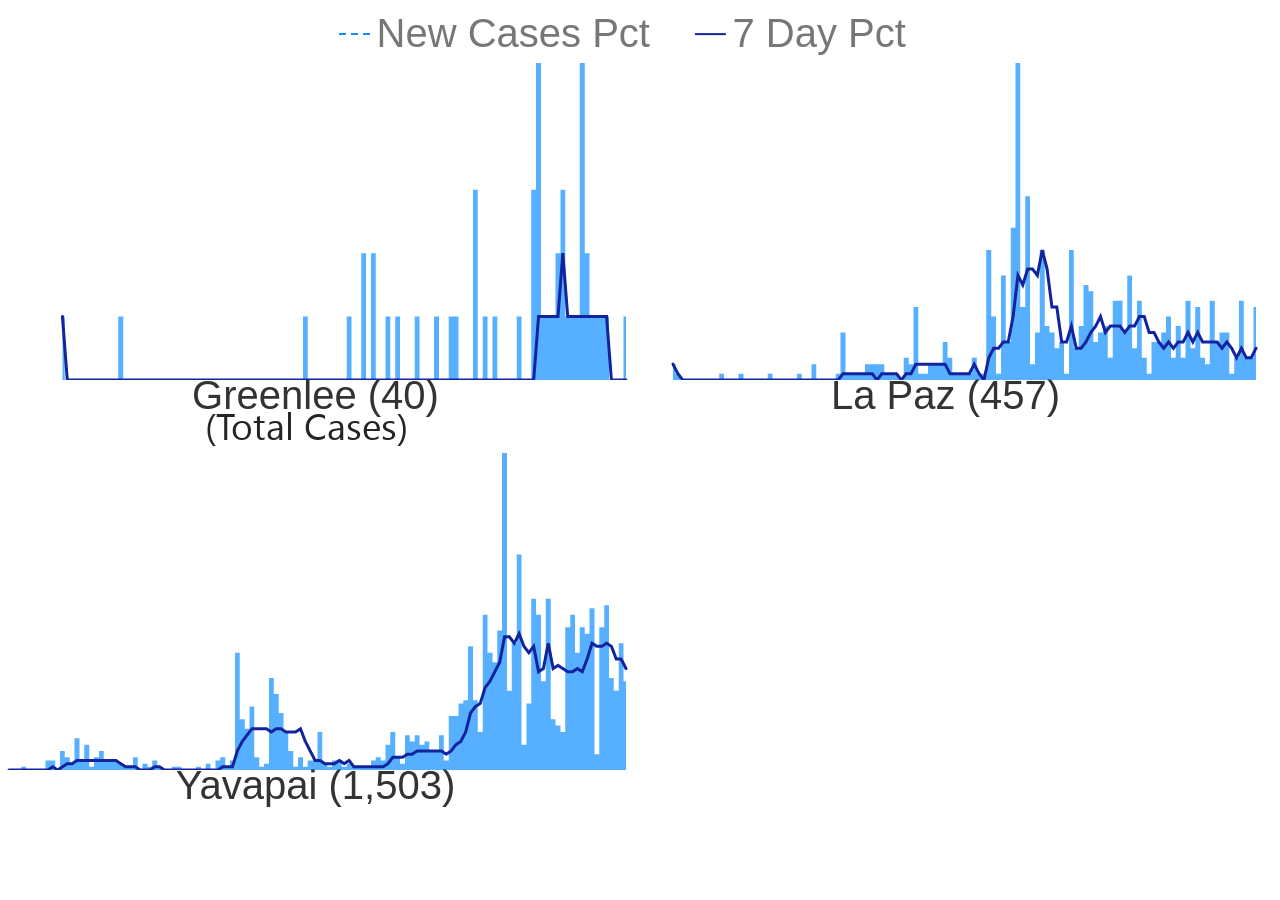 New Cases Pct 7 Day Pct
Greenlee (40)
(Total Cases)
La Paz (457)
Yavapai (1,503)